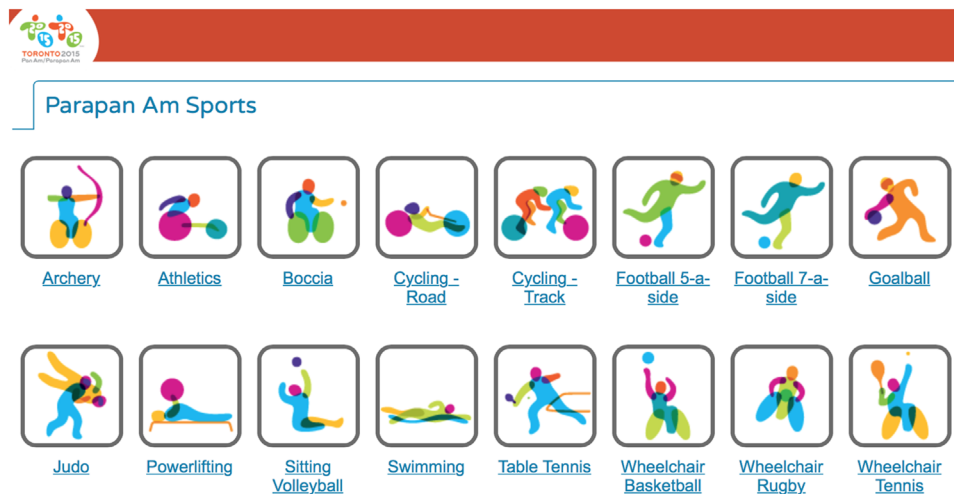 2015
TORONTO2015
Pan Am/Parapan Am
Parapan Am Sports
Archery
Athletics
Boccia
Cycling -
Road
Cycling -
Track
Football 5-a-
side
Football 7-a-
side
Goalball
Judo
Powerlifting
Sitting
Volleyball
Swimming
Table Tennis
Wheelchair
Basketball
Wheelchair
Rugby
Wheelchair
Tennis